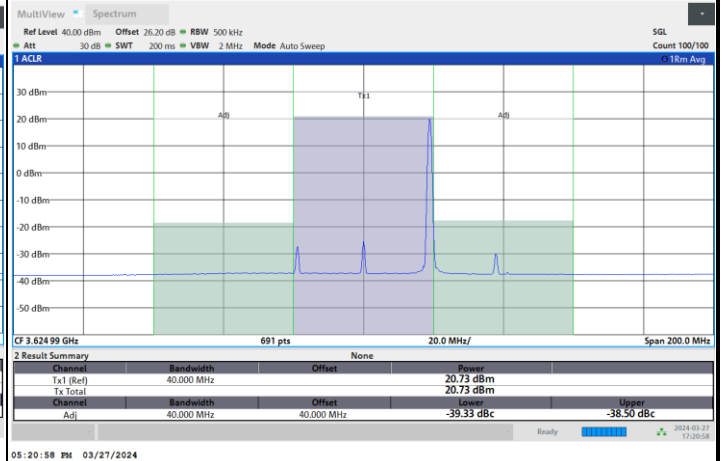 MultiView Spectrum
Ref Level 40.00 dBm Offset 26.20 dB RBW 500 kHz SGL
Att 30 dB SWT 200 ms VBW 2 MHz Mode Auto Sweep Count 100/100
1 ACLR 1Rm Avg
Tx1
30 dBm
Adj Adj
20 dBm
10 dBm
0 dBm
-10 dBm
-20 dBm
-30 dBm
-40 dBm
-50 dBm
CF 3.624 99 GHz 691 pts 20.0 MHz/ Span 200.0 MHz
2 Result Summary None
Channel Bandwidth Offset Power
Tx1 (Ref) 40.000 MHz 20.73 dBm
Tx Total 20.73 dBm
Channel Bandwidth Offset Lower Upper
Adj 40.000 MHz 40.000 MHz -39.33 dBc -38.50 dBc
Ready 2024-03-27
17:20:58
05:20:58 PM 03/27/2024